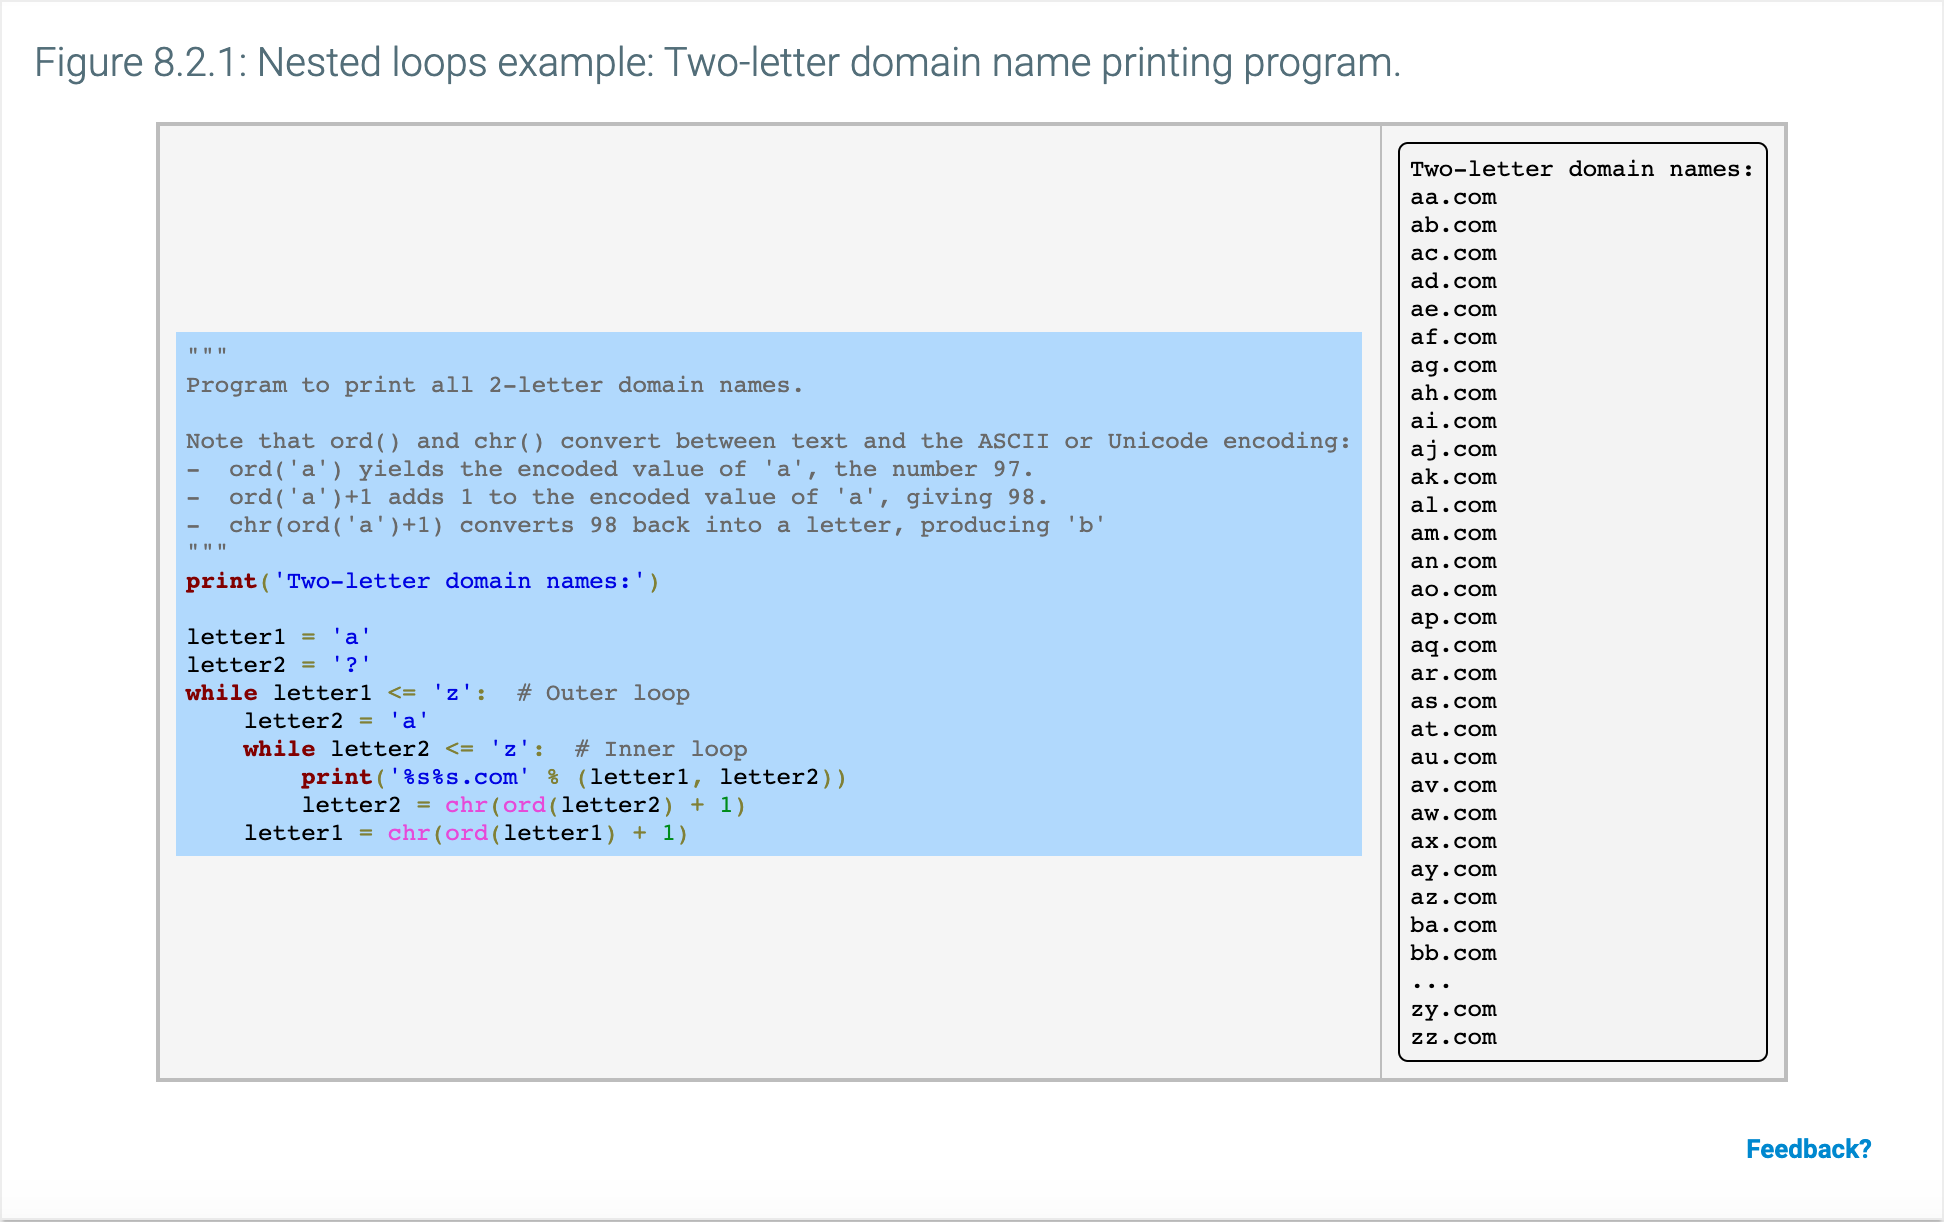 Figure 8.2.1: Nested loops example: Two-letter domain name printing program.
"""
Program to print all 2-letter domain names.

Note that ord() and chr() convert between text and the ASCII or Unicode encoding:
-  ord('a') yields the encoded value of 'a', the number 97.
-  ord('a')+1 adds 1 to the encoded value of 'a', giving 98.
-  chr(ord('a')+1) converts 98 back into a letter, producing 'b'
"""
print('Two-letter domain names:')

letter1 = 'a'
letter2 = '?'
while letter1 <= 'z':  # Outer loop
    letter2 = 'a'
    while letter2 <= 'z':  # Inner loop
        print('%s%s.com' % (letter1, letter2))
        letter2 = chr(ord(letter2) + 1)
    letter1 = chr(ord(letter1) + 1)
Two-letter domain names:
aa.com
ab.com
ac.com
ad.com
ae.com
af.com
ag.com
ah.com
ai.com
aj.com
ak.com
al.com
am.com
an.com
ao.com
ap.com
aq.com
ar.com
as.com
at.com
au.com
av.com
aw.com
ax.com
ay.com
az.com
ba.com
bb.com
...
zy.com
zz.com
Feedback?